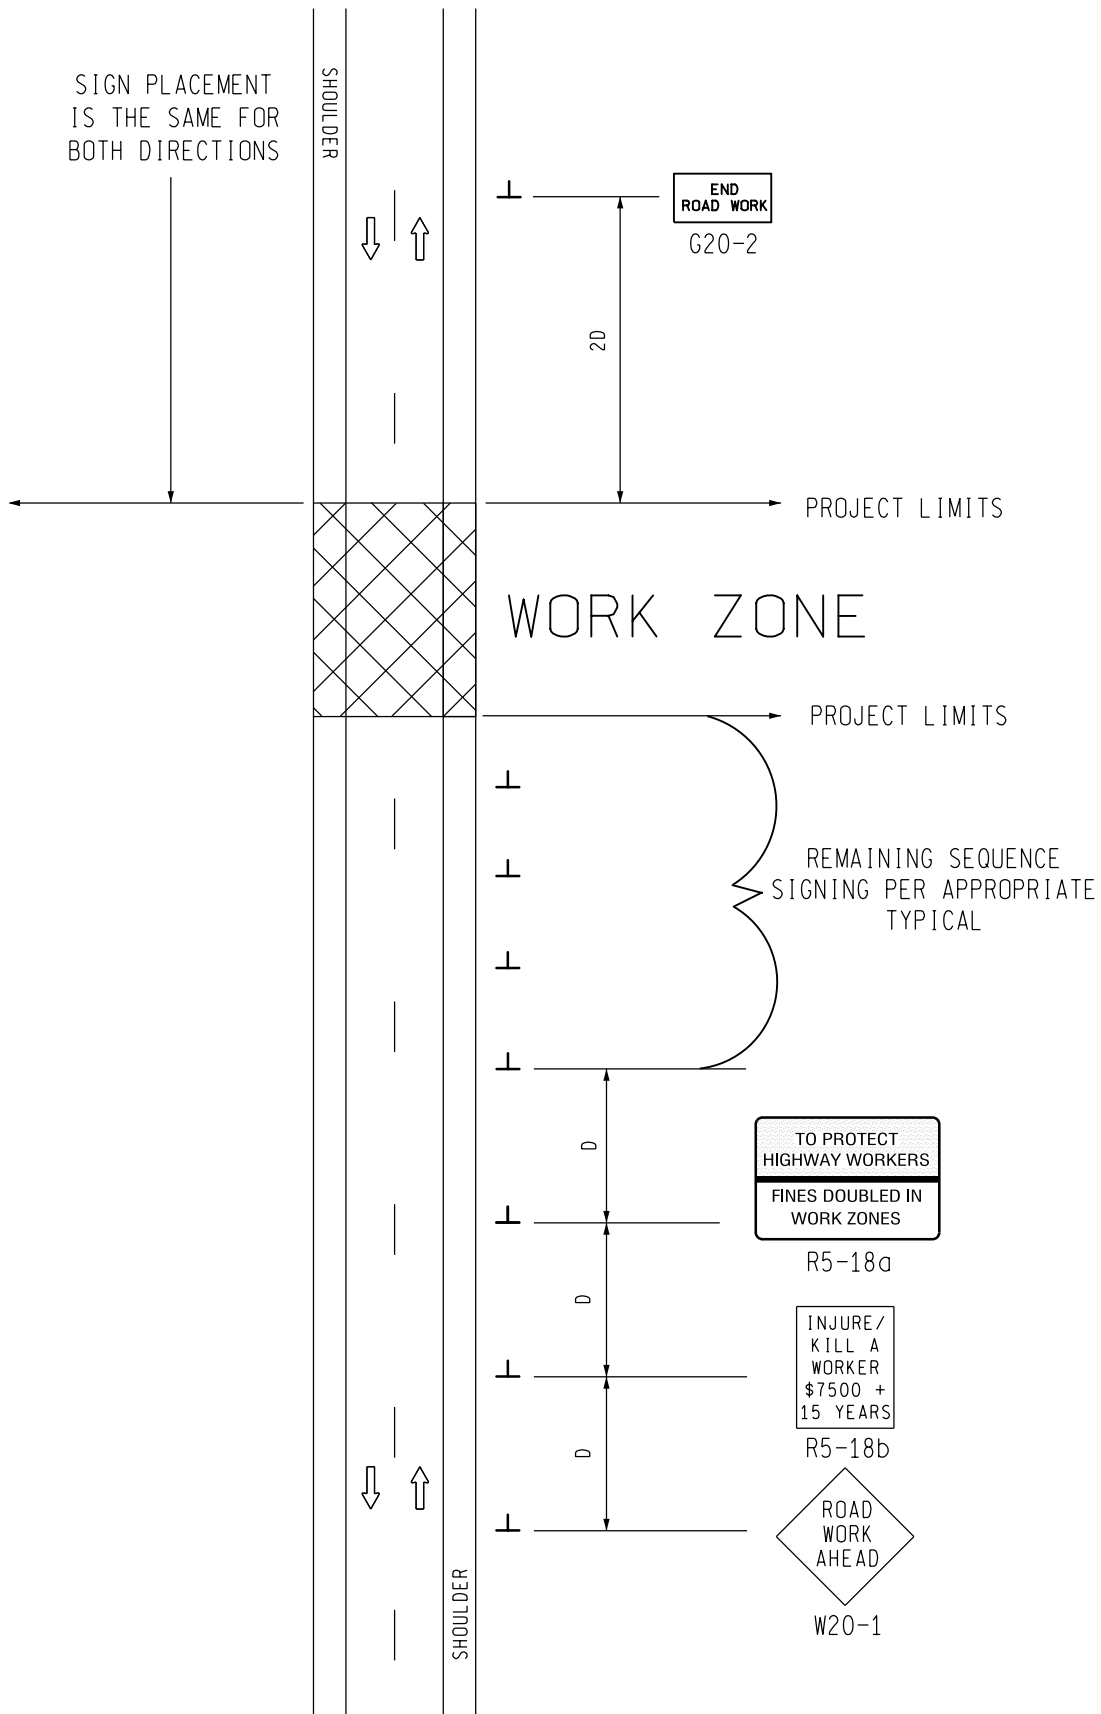 SIGN PLACEMENT
IS THE SAME FOR
BOTH DIRECTIONS
SHOULDER
END
ROAD WORK
G20-2
2D
PROJECT LIMITS
WORK ZONE
PROJECT LIMITS
REMAINING SEQUENCE
SIGNING PER APPROPRIATE
TYPICAL
D
TO PROTECT
HIGHWAY WORKERS
FINES DOUBLED IN
WORK ZONES
R5-18a
D
INJURE/
KILL A
WORKER
$7500 +
15 YEARS
R5-18b
D
ROAD
WORK
AHEAD
W20-1
SHOULDER